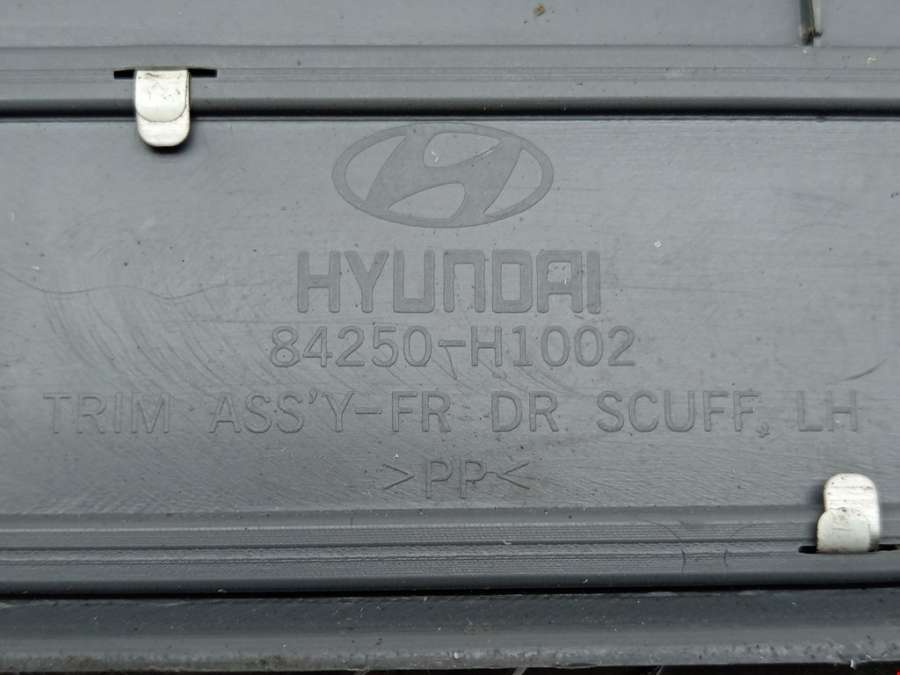 HYUNDAI
84250-H1002
TRIM ASS'Y-FR DR SCUFF, LH
>PP<